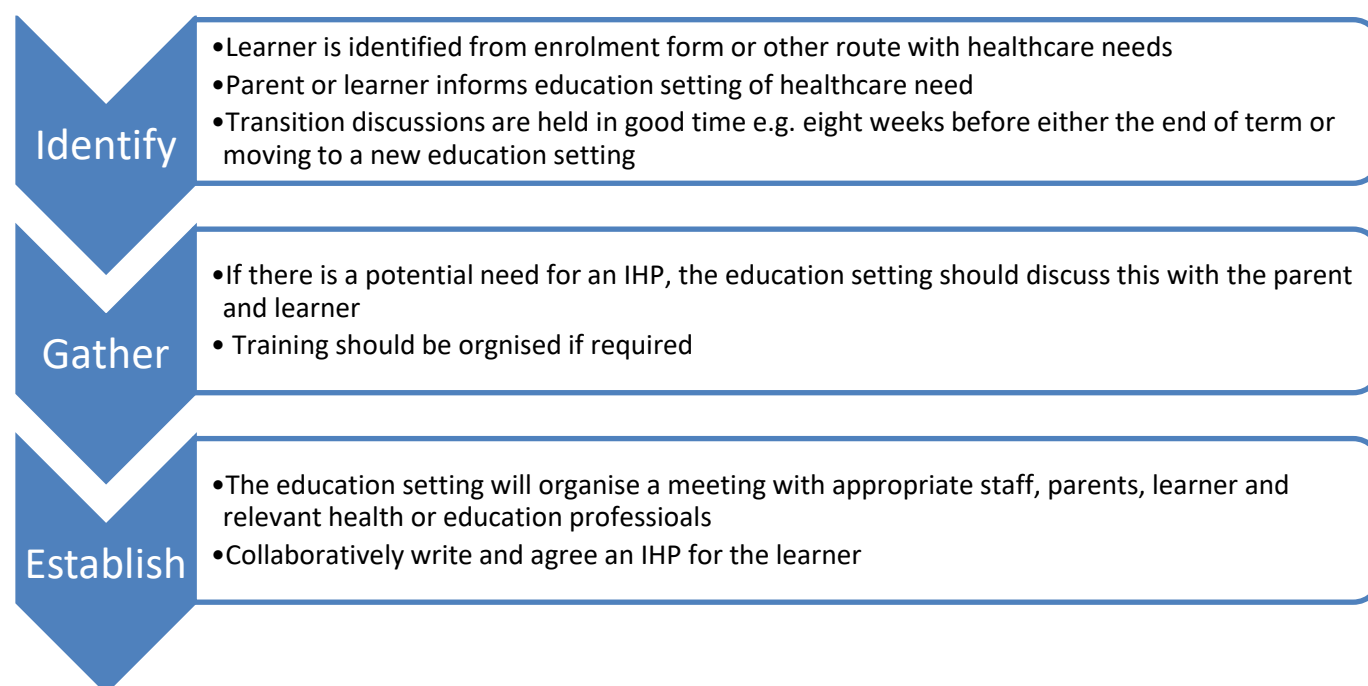 Identify
•Learner is identified from enrolment form or other route with healthcare needs
•Parent or learner informs education setting of healthcare need
•Transition discussions are held in good time e.g. eight weeks before either the end of term or
moving to a new education setting
Gather
•If there is a potential need for an IHP, the education setting should discuss this with the parent
and learner
• Training should be orgnised if required
Establish
•The education setting will organise a meeting with appropriate staff, parents, learner and
relevant health or education professioals
•Collaboratively write and agree an IHP for the learner